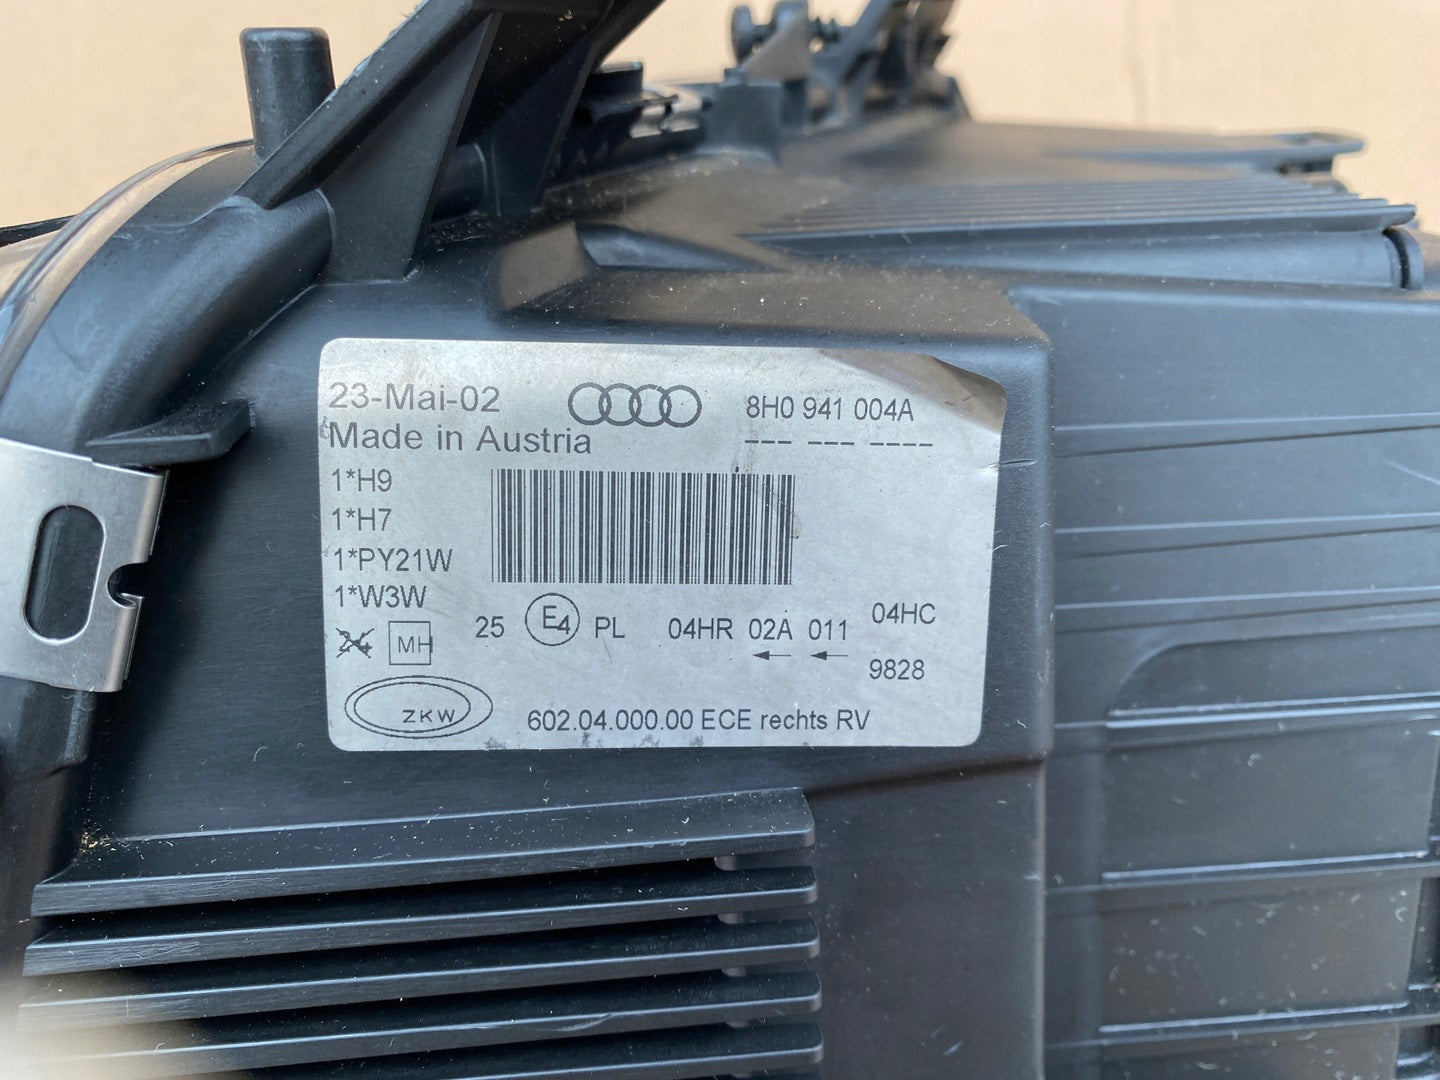 23-Mai-02
8H0 941 004A
Made in Austria
--- --- ----
1*H9
1*H7
1*PY21W
1*W3W
MH
25 E4 PL 04HR 02A 011 04HC
9828
ZKW
602.04.000.00 ECE rechts RV